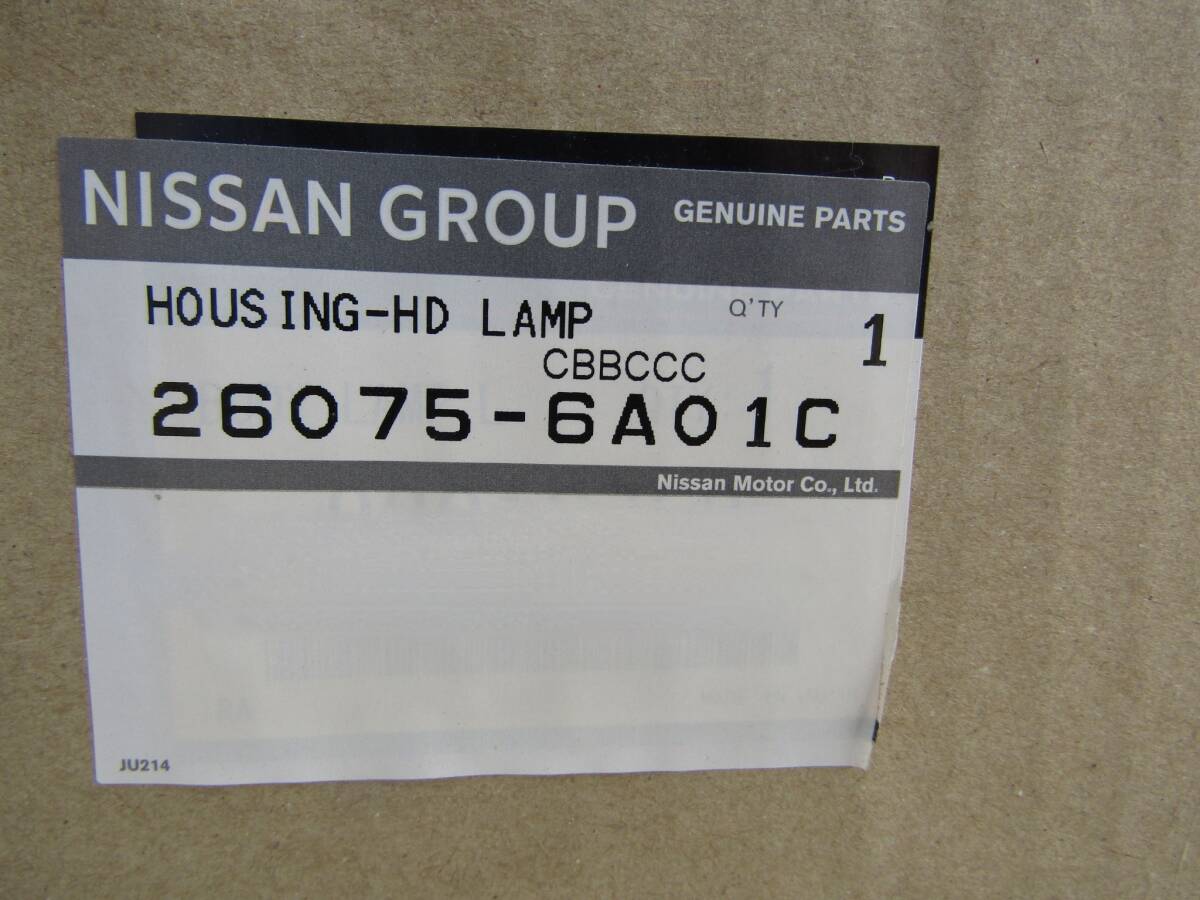 NISSAN GROUP GENUINE PARTS
HOUSING-HD LAMP Q'TY 1
CBBCCC
26075-6A01C
Nissan Motor Co., Ltd.
JU214